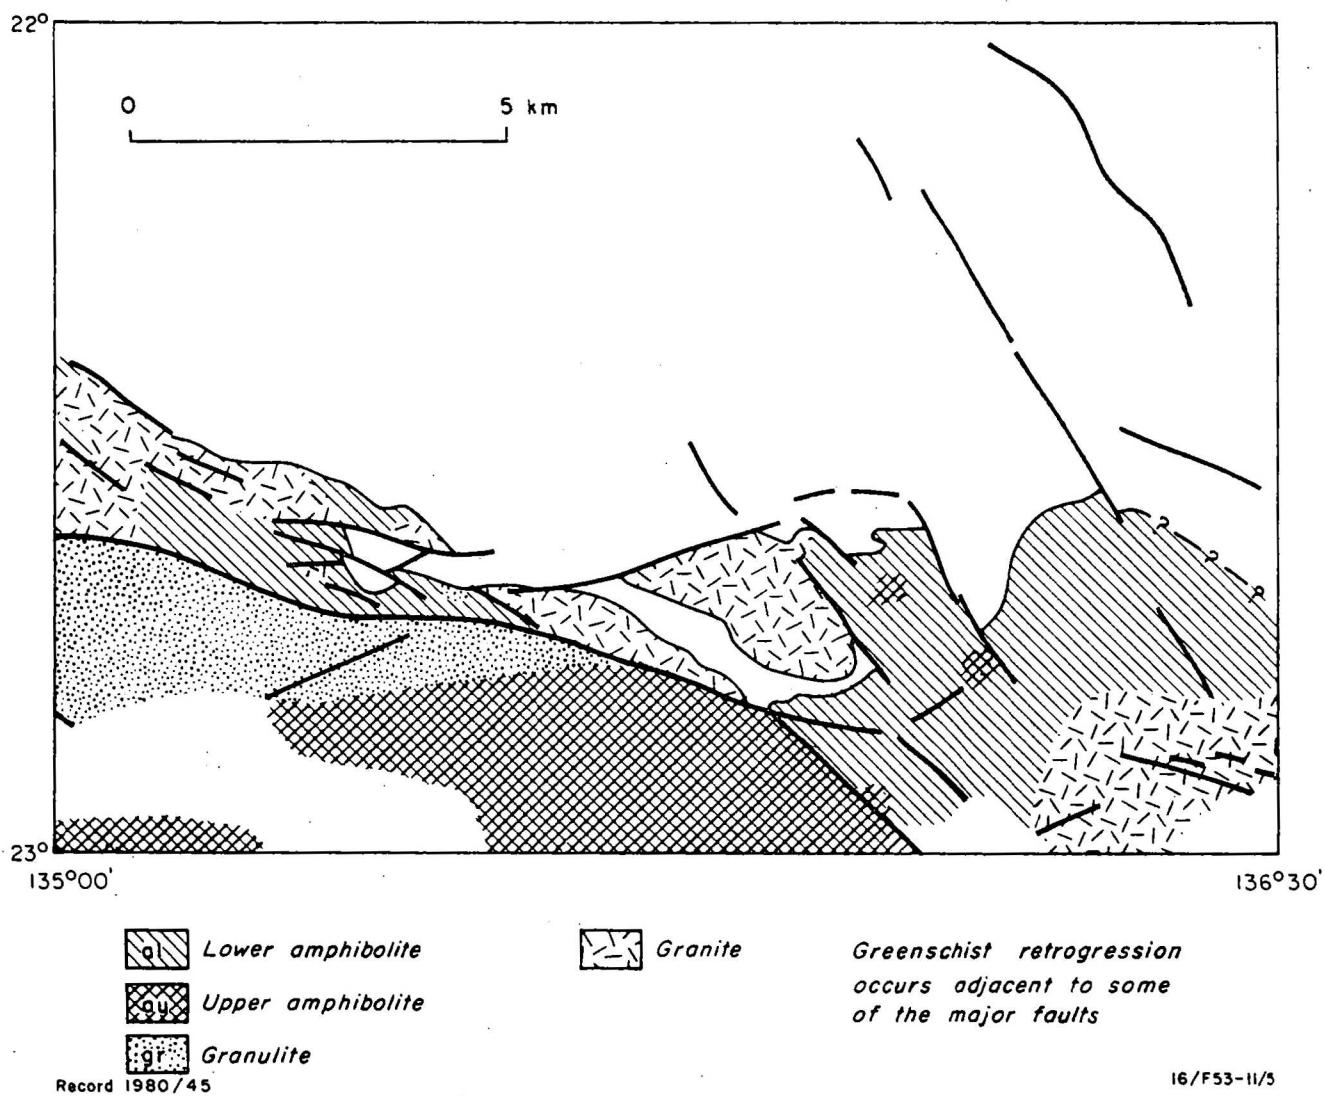 22°
0 5 km
? ? ?
23°
135°00' 136°30'
al Lower amphibolite
au Upper amphibolite
gr Granulite
Granite
Greenschist retrogression
occurs adjacent to some
of the major faults
Record 1980/45
16/F53-11/5